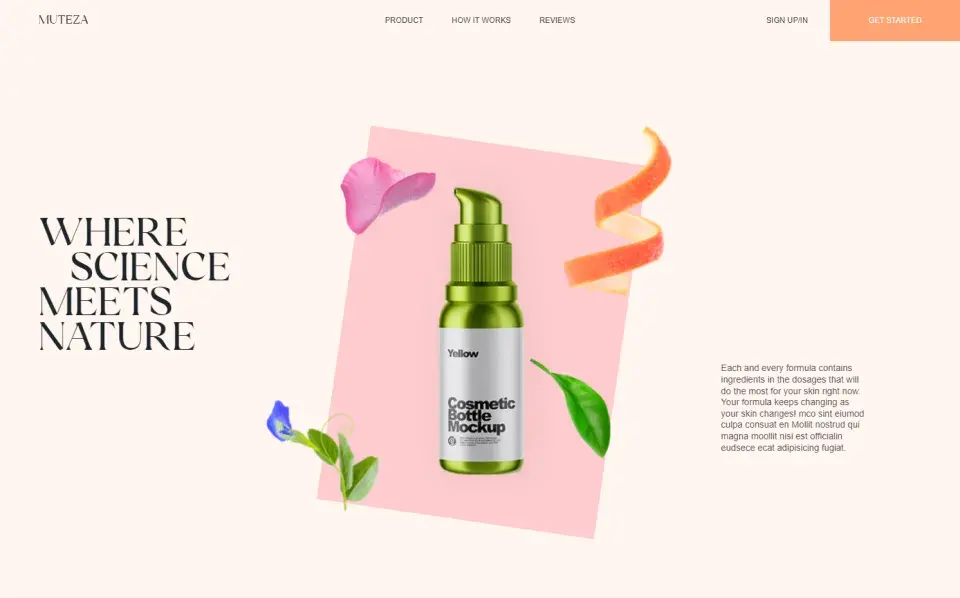 MUTEZA
PRODUCT
HOW IT WORKS
REVIEWS
SIGN UP/IN
GET STARTED
WHERE
SCIENCE
MEETS
NATURE
Yellow
Cosmetic
Bottle
Mockup
Each and every formula contains
ingredients in the dosages that will
do the most for your skin right now.
Your formula keeps changing as
your skin changes! mco sint eiumod
culpa consuat en Mollit nostrud qui
magna moollit nisi est officialin
eudsece ecat adipisicing fugiat.